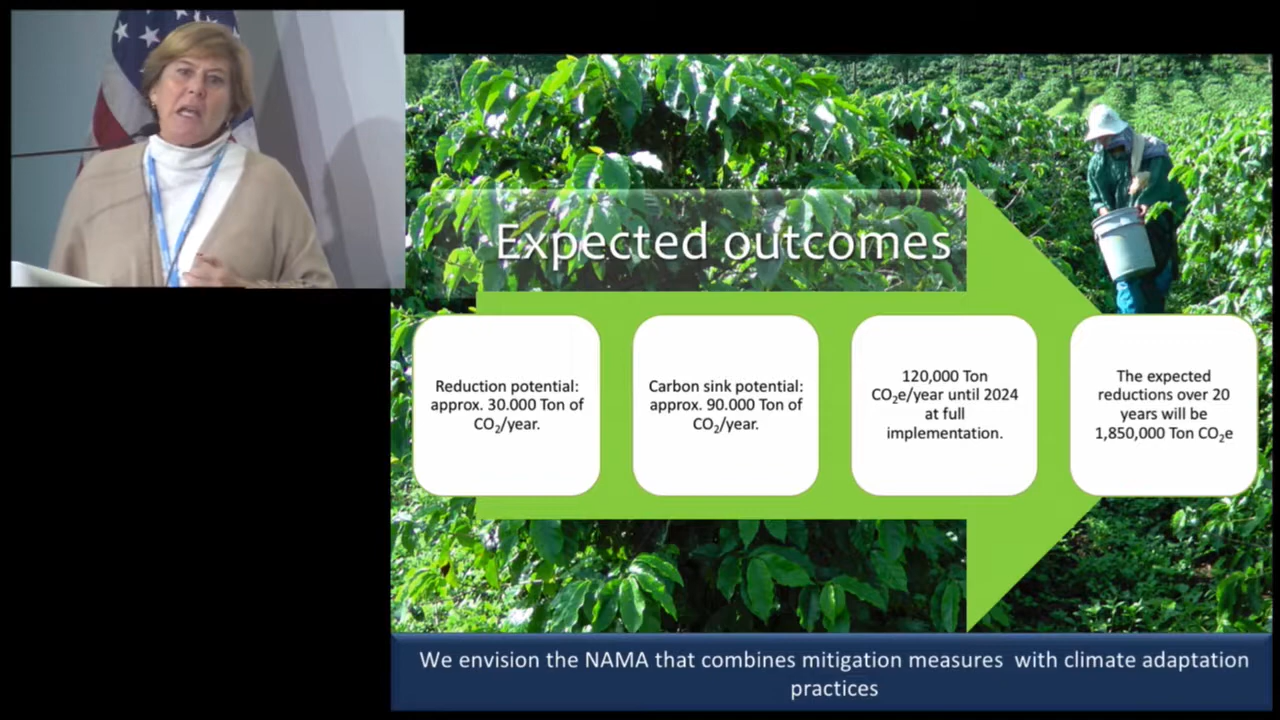 Expected outcomes
Reduction potential:
approx. 30.000 Ton of
CO₂/year.
Carbon sink potential:
approx. 90.000 Ton of
CO₂/year.
120,000 Ton
CO₂e/year until 2024
at full
implementation.
The expected
reductions over 20
years will be
1,850,000 Ton CO₂e
We envision the NAMA that combines mitigation measures with climate adaptation
practices